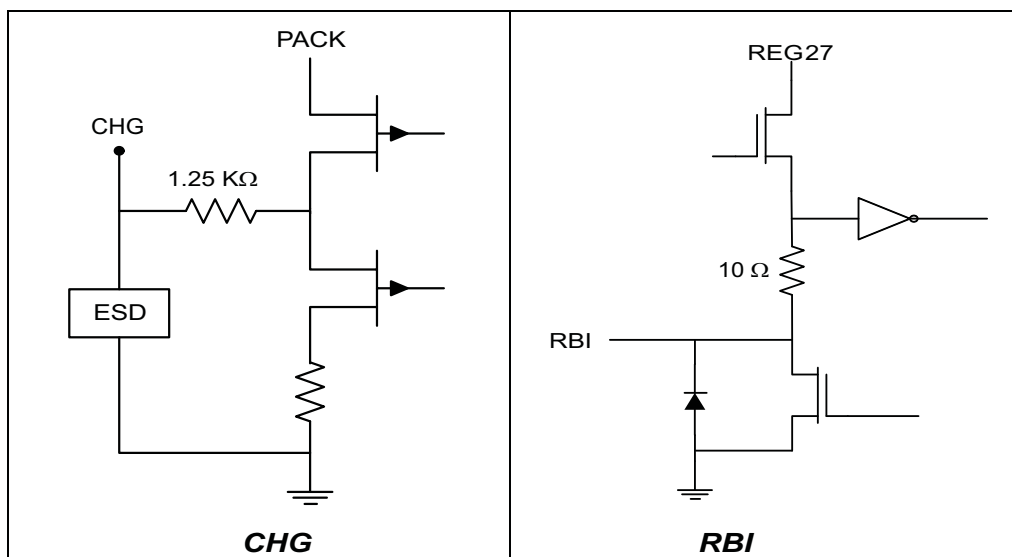 PACK
CHG
1.25 KΩ
ESD
CHG
REG27
10 Ω
RBI
RBI